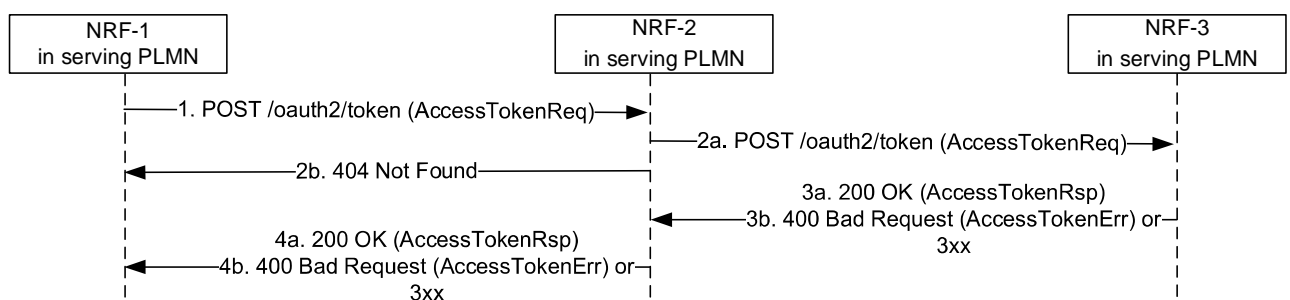 NRF-1
in serving PLMN
NRF-2
in serving PLMN
NRF-3
in serving PLMN
1. POST /oauth2/token (AccessTokenReq)
2a. POST /oauth2/token (AccessTokenReq)
2b. 404 Not Found
3a. 200 OK (AccessTokenRsp)
3b. 400 Bad Request (AccessTokenErr) or
3xx
4a. 200 OK (AccessTokenRsp)
4b. 400 Bad Request (AccessTokenErr) or
3xx